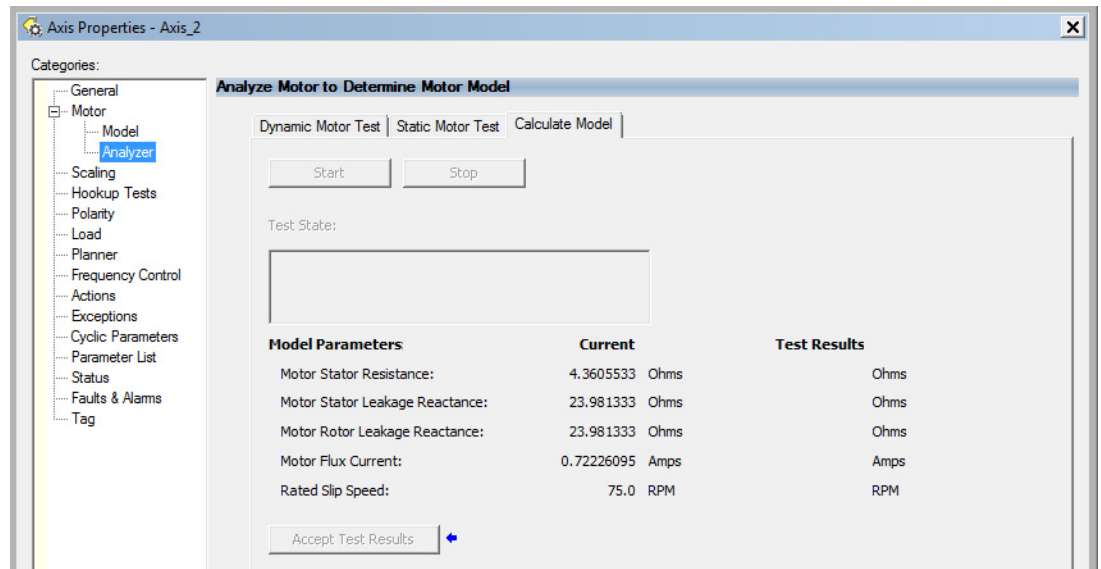 Axis Properties - Axis_2
Categories:
General
Motor
Model
Analyzer
Scaling
Hookup Tests
Polarity
Load
Planner
Frequency Control
Actions
Exceptions
Cyclic Parameters
Parameter List
Status
Faults & Alarms
Tag
Analyze Motor to Determine Motor Model
Dynamic Motor Test Static Motor Test Calculate Model
Start Stop
Test State:
Model Parameters: Current Test Results
Motor Stator Resistance: 4.3605533 Ohms Ohms
Motor Stator Leakage Reactance: 23.981333 Ohms Ohms
Motor Rotor Leakage Reactance: 23.981333 Ohms Ohms
Motor Flux Current: 0.72226095 Amps Amps
Rated Slip Speed: 75.0 RPM RPM
Accept Test Results